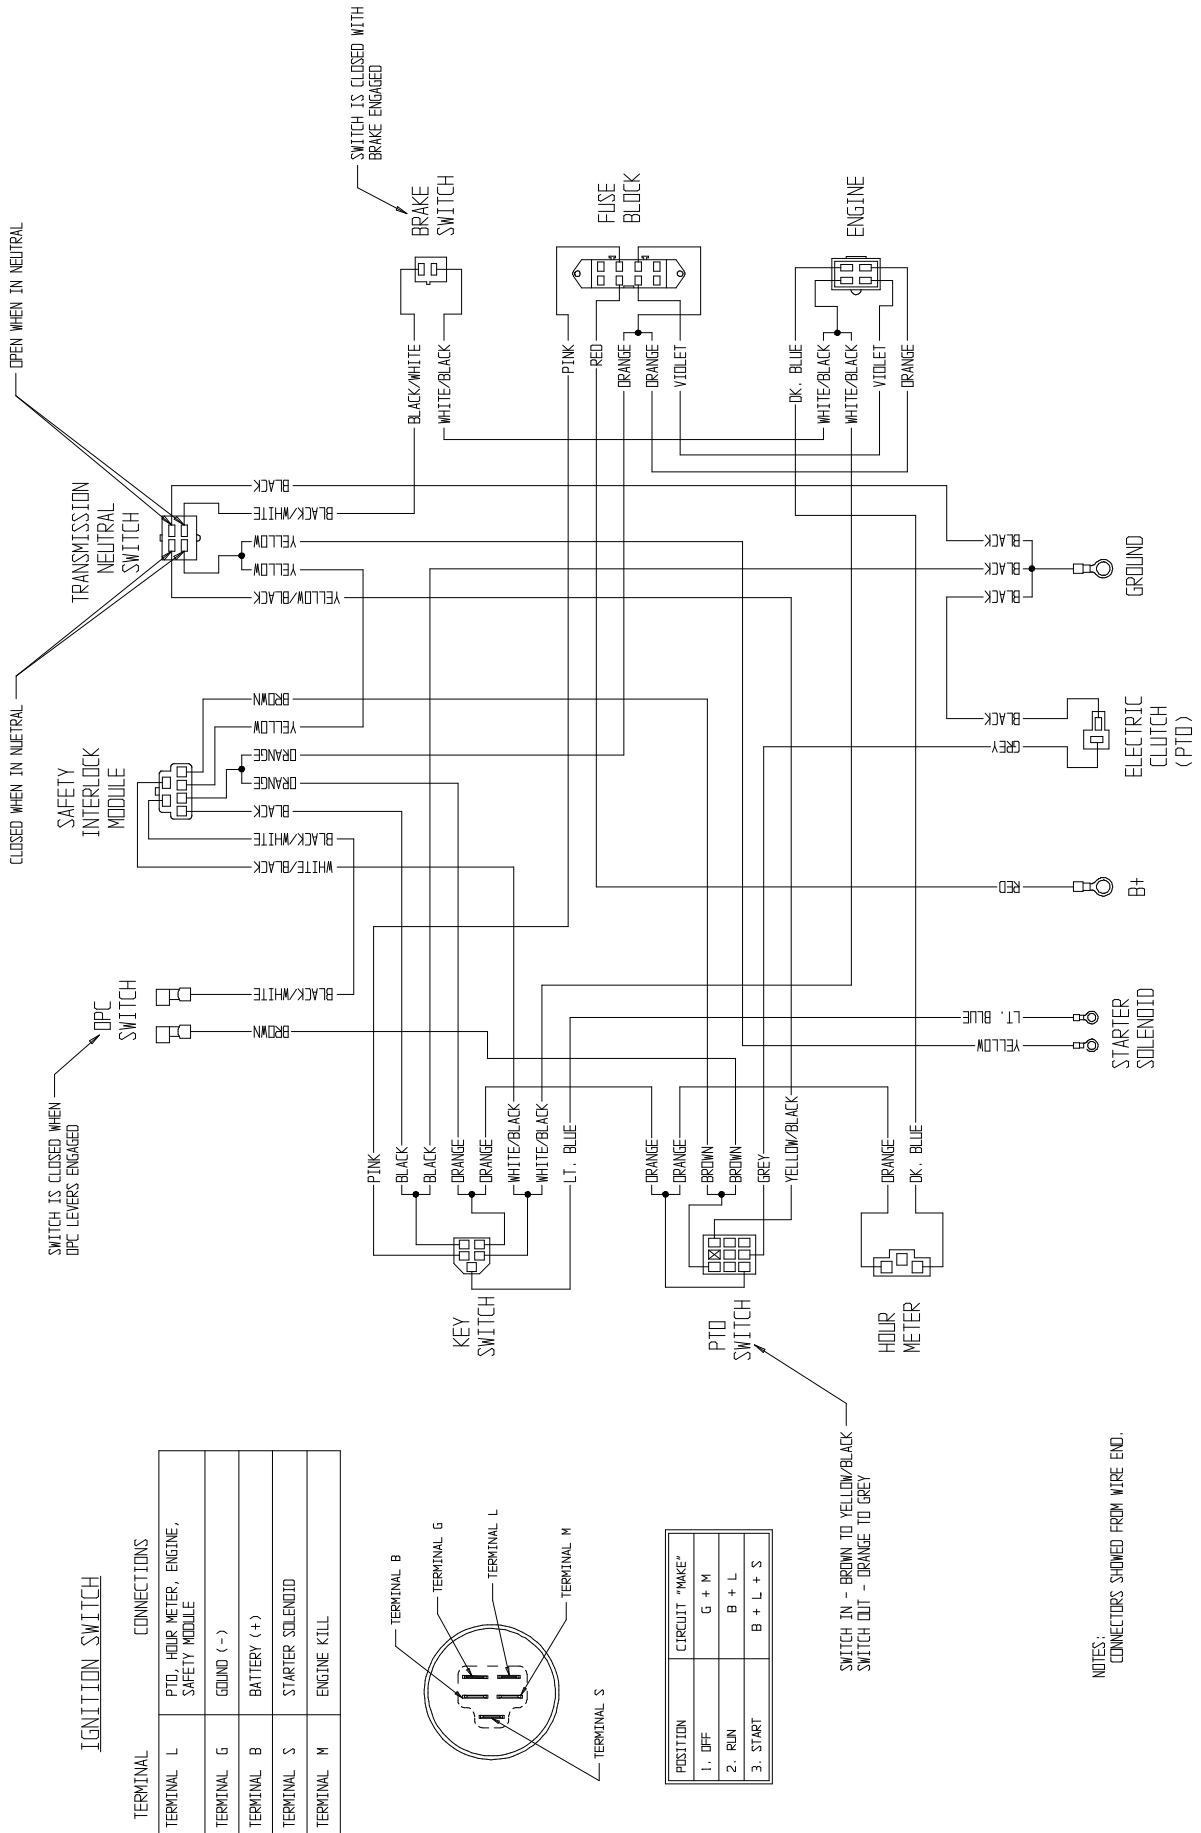 IGNITION SWITCH
TERMINAL CONNECTIONS
TERMINAL L PTO, HOUR METER, ENGINE,
SAFETY MODULE
TERMINAL G GOUND (-)
TERMINAL B BATTERY (+)
TERMINAL S STARTER SOLENOID
TERMINAL M ENGINE KILL
TERMINAL B
TERMINAL G
TERMINAL L
TERMINAL M
TERMINAL S
POSITION CIRCUIT "MAKE"
1. OFF G + M
2. RUN B + L
3. START B + L + S
SWITCH IN - BROWN TO YELLOW/BLACK
SWITCH OUT - ORANGE TO GREY
NOTES:
CONNECTORS SHOWED FROM WIRE END.
SWITCH IS CLOSED WHEN
OPC LEVERS ENGAGED
OPC
SWITCH
BROWN
BLACK/WHITE
CLOSED WHEN IN NUETRAL
SAFETY
INTERLOCK
MODULE
WHITE/BLACK
BLACK/WHITE
BLACK
ORANGE
ORANGE
YELLOW
BROWN
OPEN WHEN IN NEUTRAL
TRANSMISSION
NEUTRAL
SWITCH
YELLOW/BLACK
YELLOW
YELLOW
BLACK/WHITE
BLACK
SWITCH IS CLOSED WITH
BRAKE ENGAGED
BRAKE
SWITCH
BLACK/WHITE
WHITE/BLACK
FUSE
BLOCK
PINK
RED
ORANGE
ORANGE
VIOLET
ENGINE
DK. BLUE
WHITE/BLACK
WHITE/BLACK
VIOLET
ORANGE
KEY
SWITCH
PINK
BLACK
BLACK
ORANGE
ORANGE
WHITE/BLACK
WHITE/BLACK
LT. BLUE
PTO
SWITCH
ORANGE
ORANGE
BROWN
BROWN
GREY
YELLOW/BLACK
HOUR
METER
ORANGE
DK. BLUE
YELLOW
LT. BLUE
STARTER
SOLENOID
RED
B+
GREY
BLACK
ELECTRIC
CLUTCH
(PTO)
BLACK
BLACK
BLACK
GROUND